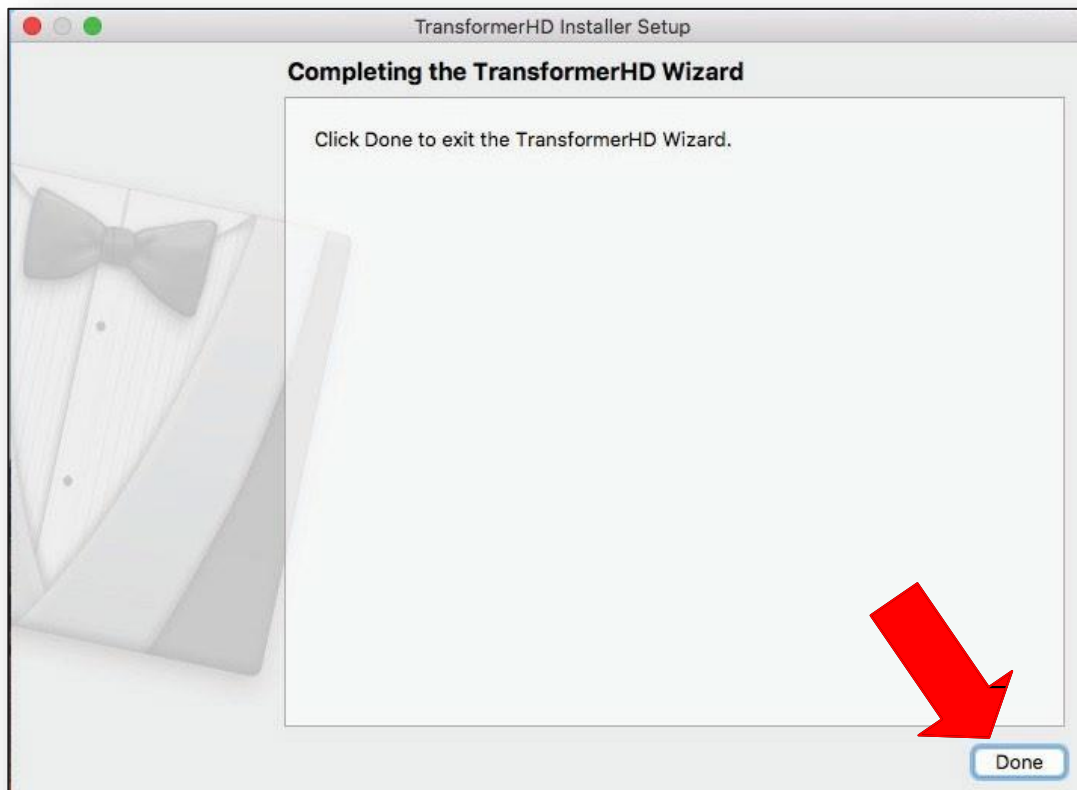 TransformerHD Installer Setup
Completing the TransformerHD Wizard
Click Done to exit the TransformerHD Wizard.
Done